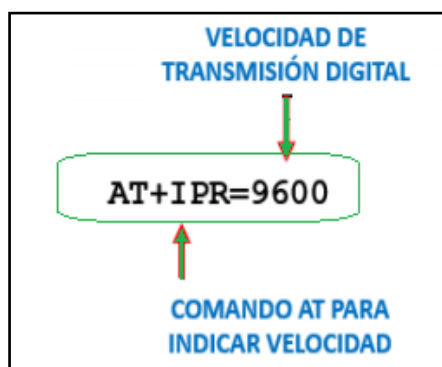 VELOCIDAD DE
TRANSMISIÓN DIGITAL
AT+IPR=9600
COMANDO AT PARA
INDICAR VELOCIDAD